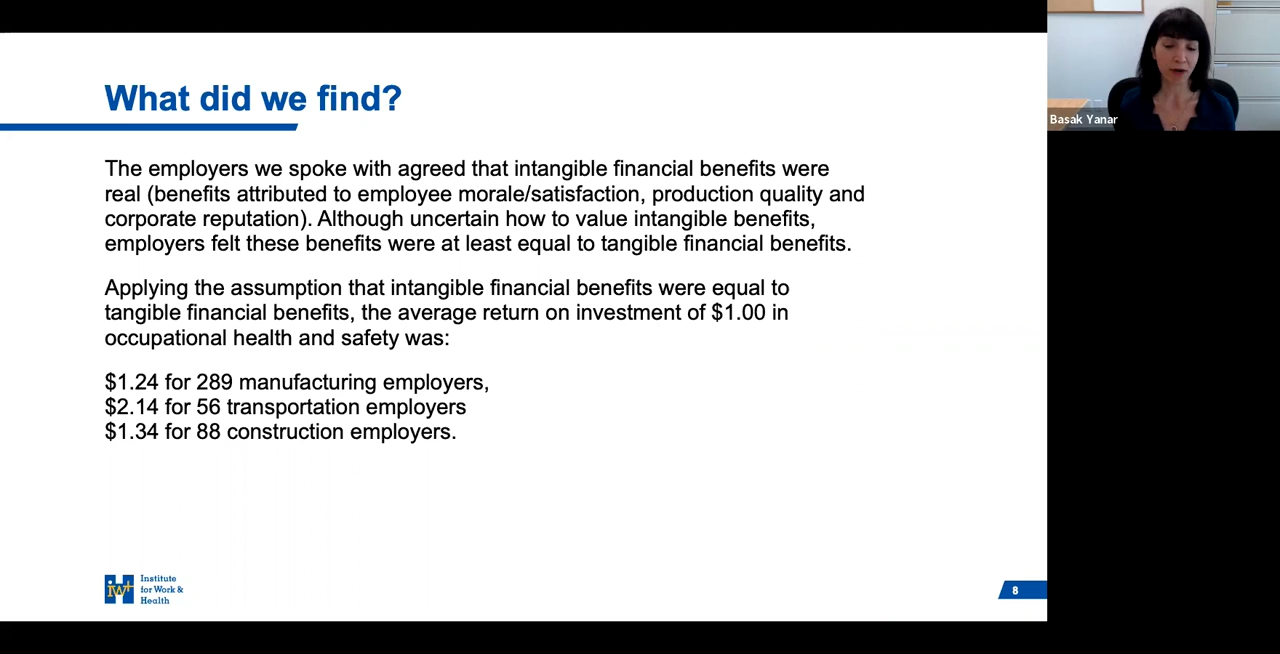 What did we find?
The employers we spoke with agreed that intangible financial benefits were
real (benefits attributed to employee morale/satisfaction, production quality and
corporate reputation). Although uncertain how to value intangible benefits,
employers felt these benefits were at least equal to tangible financial benefits.
Applying the assumption that intangible financial benefits were equal to
tangible financial benefits, the average return on investment of $1.00 in
occupational health and safety was:
$1.24 for 289 manufacturing employers,
$2.14 for 56 transportation employers
$1.34 for 88 construction employers.
iwH
Institute
for Work &
Health
8
Basak Yanar